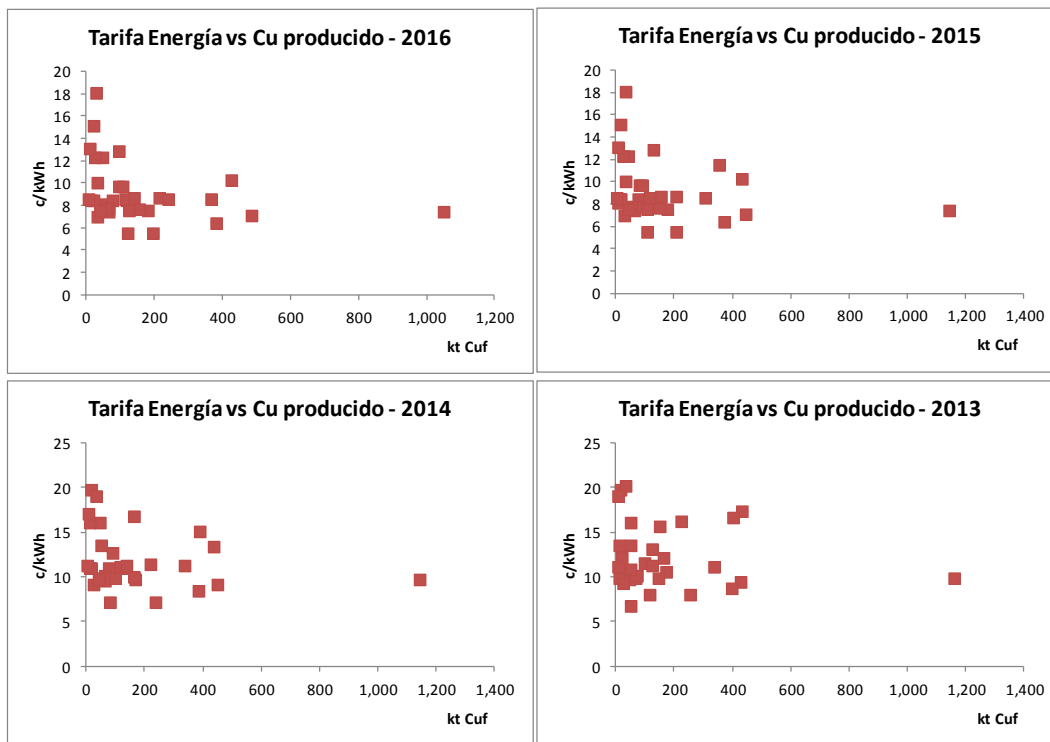 Tarifa Energía vs Cu producido - 2016
c/kWh
20
18
16
14
12
10
8
6
4
2
0
0 200 400 600 800 1,000 1,200
kt Cuf
Tarifa Energía vs Cu producido - 2015
c/kWh
20
18
16
14
12
10
8
6
4
2
0
0 200 400 600 800 1,000 1,200 1,400
kt Cuf
Tarifa Energía vs Cu producido - 2014
c/kWh
25
20
15
10
5
0
0 200 400 600 800 1,000 1,200 1,400
kt Cuf
Tarifa Energía vs Cu producido - 2013
c/kWh
25
20
15
10
5
0
0 200 400 600 800 1,000 1,200 1,400
kt Cuf